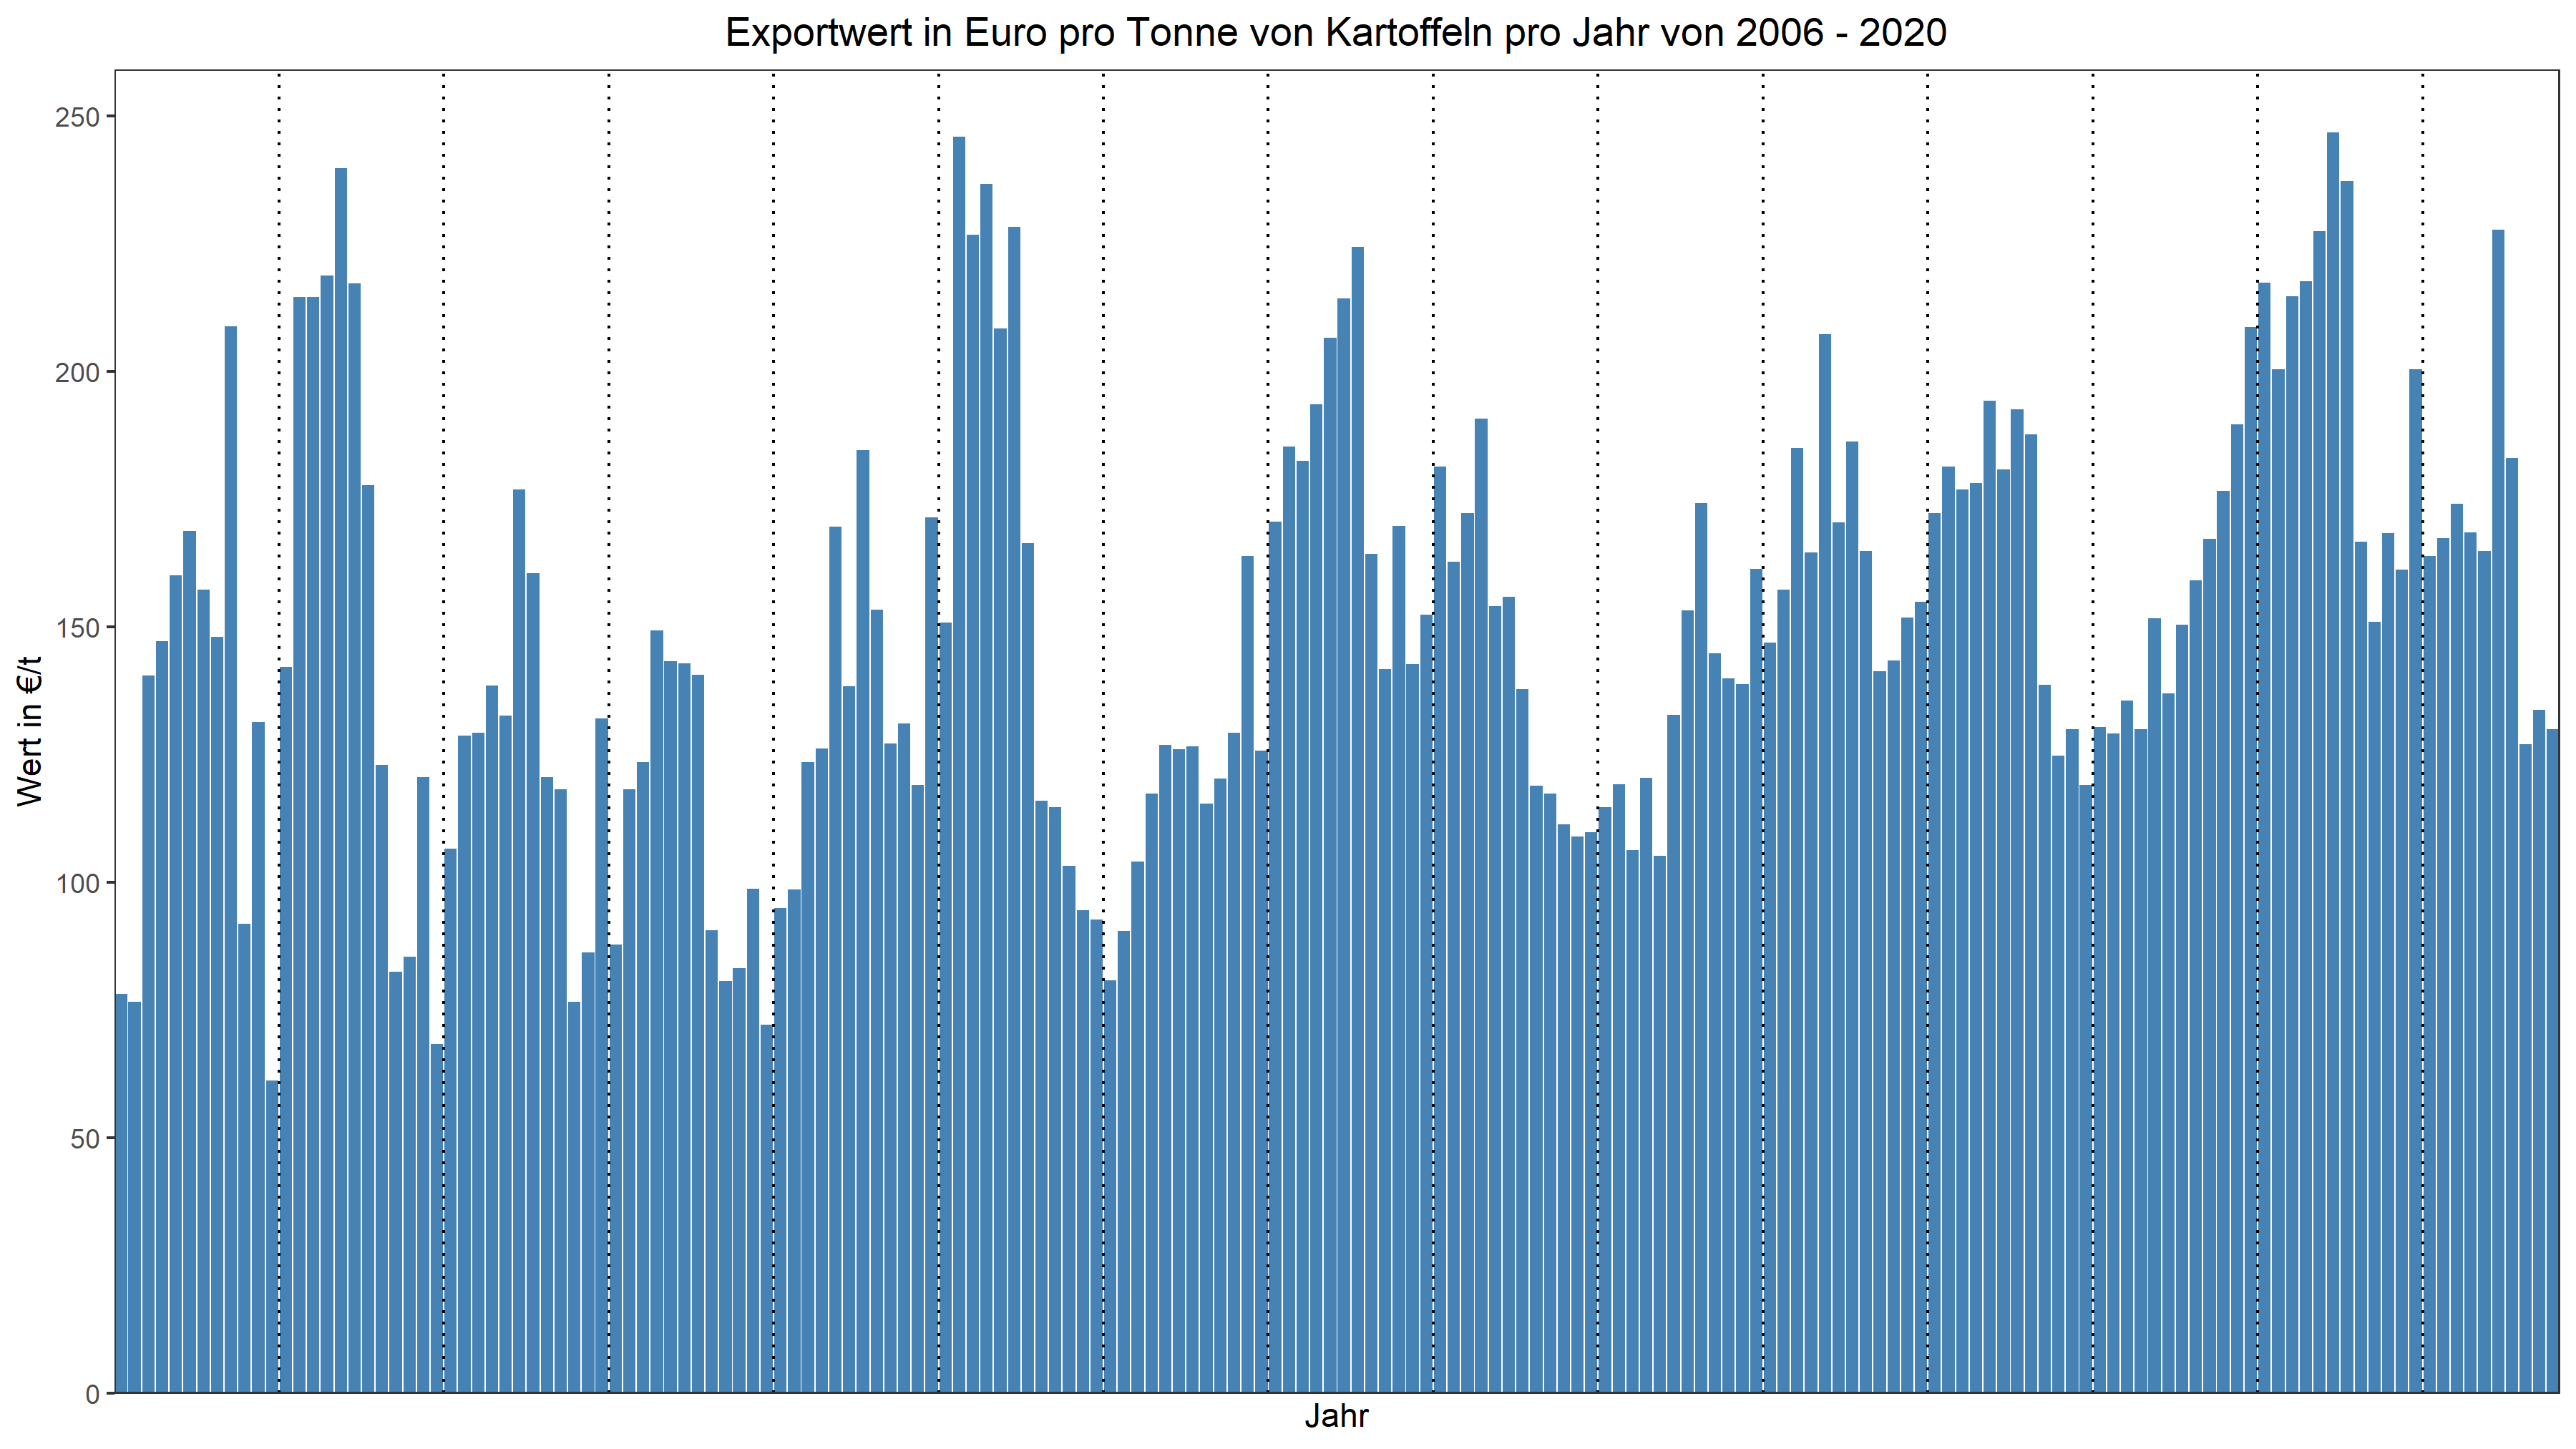 Exportwert in Euro pro Tonne von Kartoffeln pro Jahr von 2006 - 2020
250
200
150
100
50
0
Wert in €/t
Jahr